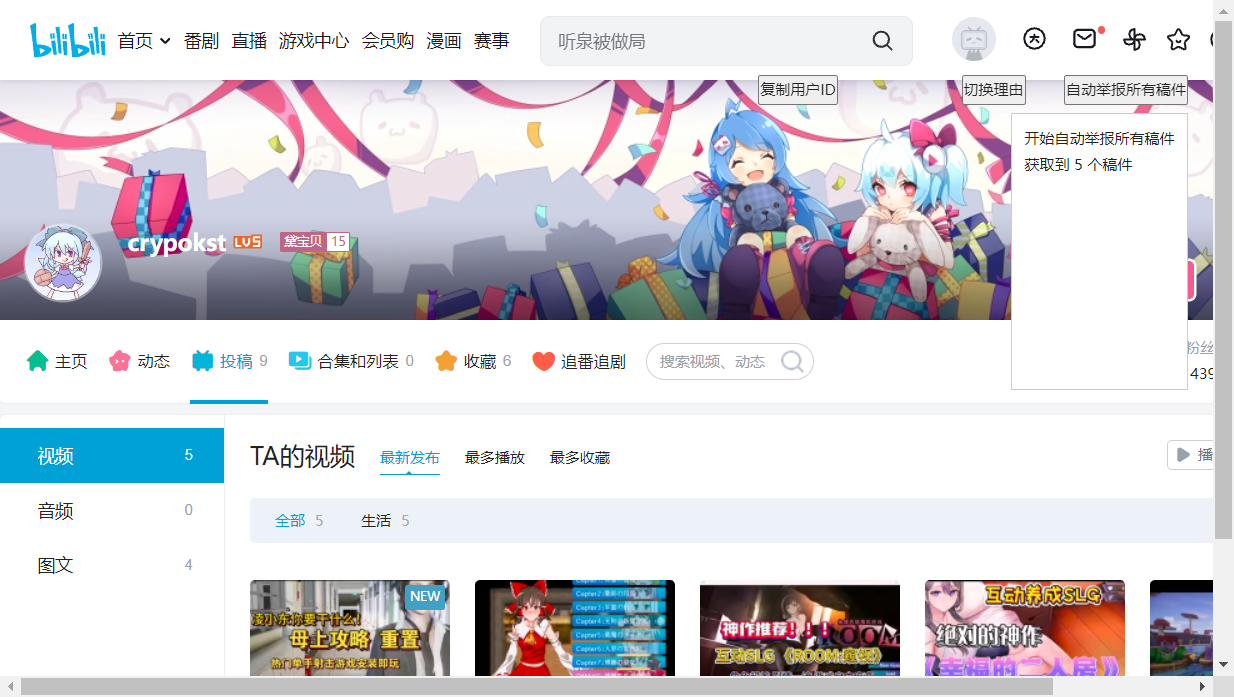 bilibili 首页 番剧 直播 游戏中心 会员购 漫画 赛事 听泉被做局
复制用户ID 切换理由 自动举报所有稿件
开始自动举报所有稿件
获取到 5 个稿件
crypokst LV5 黛宝贝 15
主页 动态 投稿 9 合集和列表 0 收藏 6 追番追剧 搜索视频、动态 粉丝
439
视频 5
TA的视频 最新发布 最多播放 最多收藏 播
音频 0
全部 5 生活 5
图文 4
NEW
凌小东你要干什么!
母上攻略 重置
热门单手射击游戏安装即玩
神作推荐!!!
互动SLG 《ROOM:寢裝》
互动养成SLG
绝对的神作
《幸福的二人房》